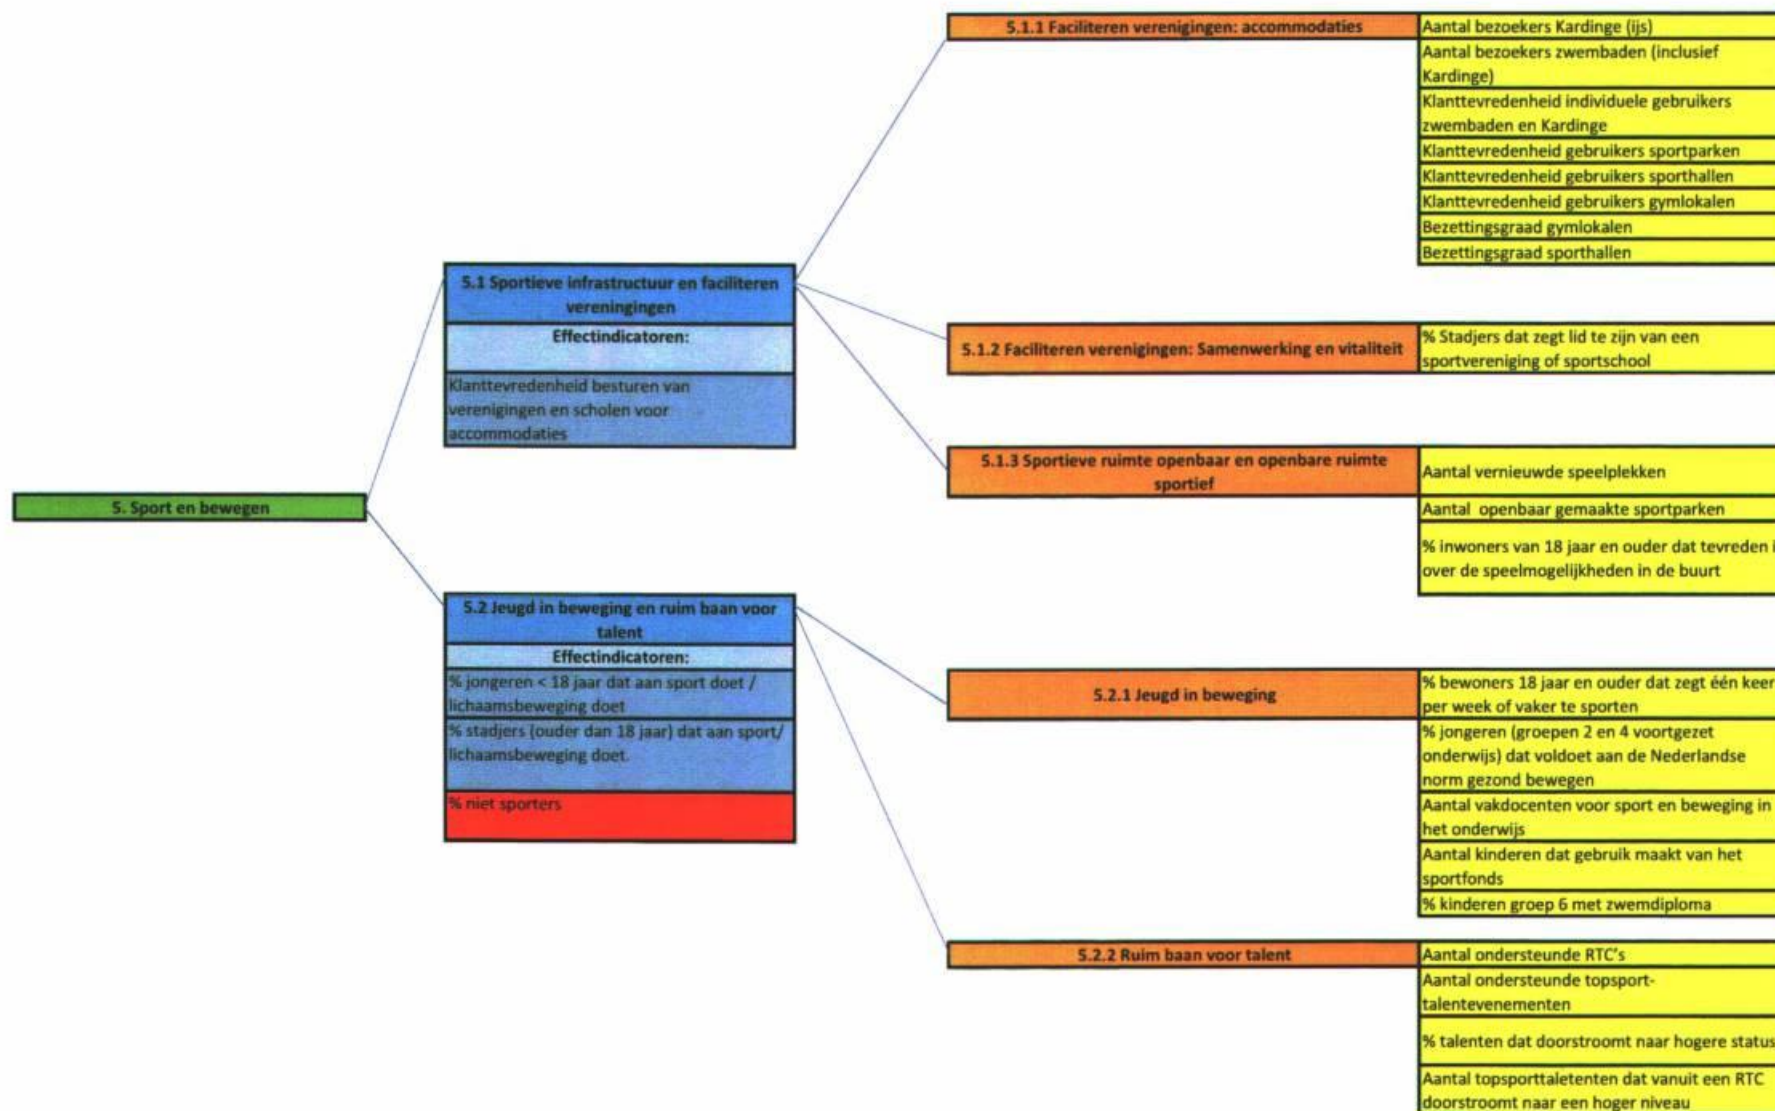 5. Sport en bewegen
5.1 Sportieve infrastructuur en faciliteren
vereningingen
Effectindicatoren:
Klanttevredenheid besturen van
verenigingen en scholen voor
accommodaties
5.1.1 Faciliteren verenigingen: accommodaties
Aantal bezoekers Kardinge (ijs)
Aantal bezoekers zwembaden (inclusief
Kardinge)
Klanttevredenheid individuele gebruikers
zwembaden en Kardinge
Klanttevredenheid gebruikers sportparken
Klanttevredenheid gebruikers sporthallen
Klanttevredenheid gebruikers gymlokalen
Bezettingsgraad gymlokalen
Bezettingsgraad sporthallen
5.1.2 Faciliteren verenigingen: Samenwerking en vitaliteit
% Stadjers dat zegt lid te zijn van een
sportvereniging of sportschool
5.1.3 Sportieve ruimte openbaar en openbare ruimte
sportief
Aantal vernieuwde speelplekken
Aantal openbaar gemaakte sportparken
% inwoners van 18 jaar en ouder dat tevreden i
over de speelmogelijkheden in de buurt
5.2 Jeugd in beweging en ruim baan voor
talent
Effectindicatoren:
% jongeren < 18 jaar dat aan sport doet /
lichaamsbeweging doet
% stadjers (ouder dan 18 jaar) dat aan sport/
lichaamsbeweging doet.
% niet sporters
5.2.1 Jeugd in beweging
% bewoners 18 jaar en ouder dat zegt één keer
per week of vaker te sporten
% jongeren (groepen 2 en 4 voortgezet
onderwijs) dat voldoet aan de Nederlandse
norm gezond bewegen
Aantal vakdocenten voor sport en beweging in
het onderwijs
Aantal kinderen dat gebruik maakt van het
sportfonds
% kinderen groep 6 met zwemdiploma
5.2.2 Ruim baan voor talent
Aantal ondersteunde RTC's
Aantal ondersteunde topsport-
talentevenementen
% talenten dat doorstroomt naar hogere status
Aantal topsporttaletenten dat vanuit een RTC
doorstroomt naar een hoger niveau